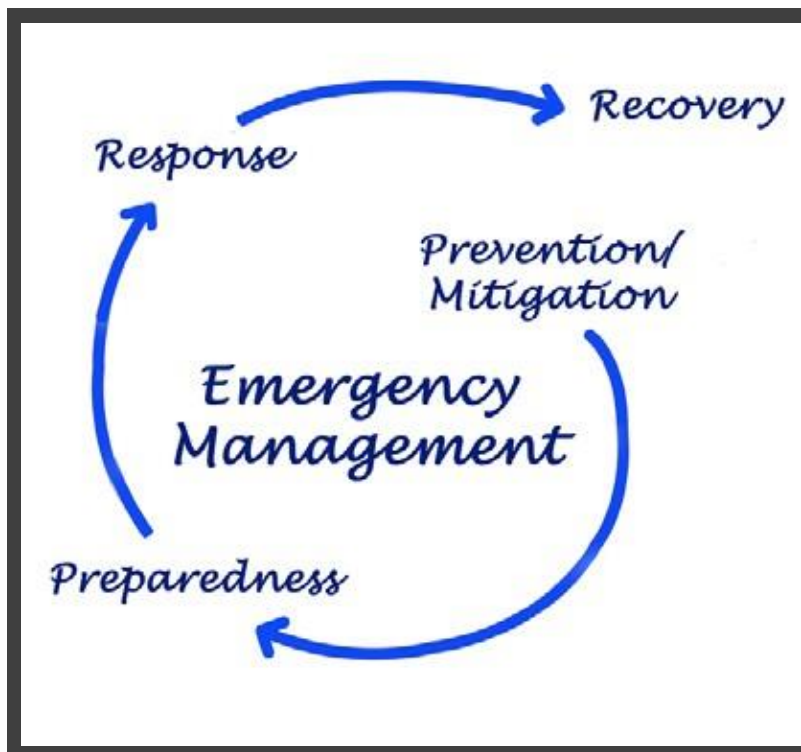 Recovery
Response
Prevention/
Mitigation
Emergency
Management
Preparedness